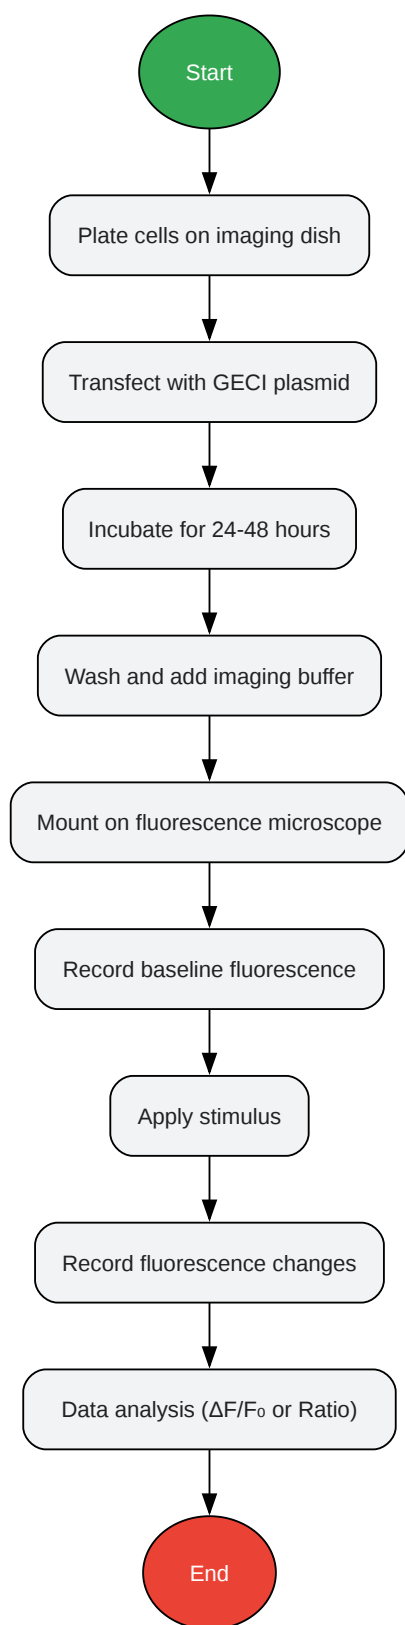 Start
Plate cells on imaging dish
Transfect with GECI plasmid
Incubate for 24-48 hours
Wash and add imaging buffer
Mount on fluorescence microscope
Record baseline fluorescence
Apply stimulus
Record fluorescence changes
Data analysis (ΔF/F₀ or Ratio)
End